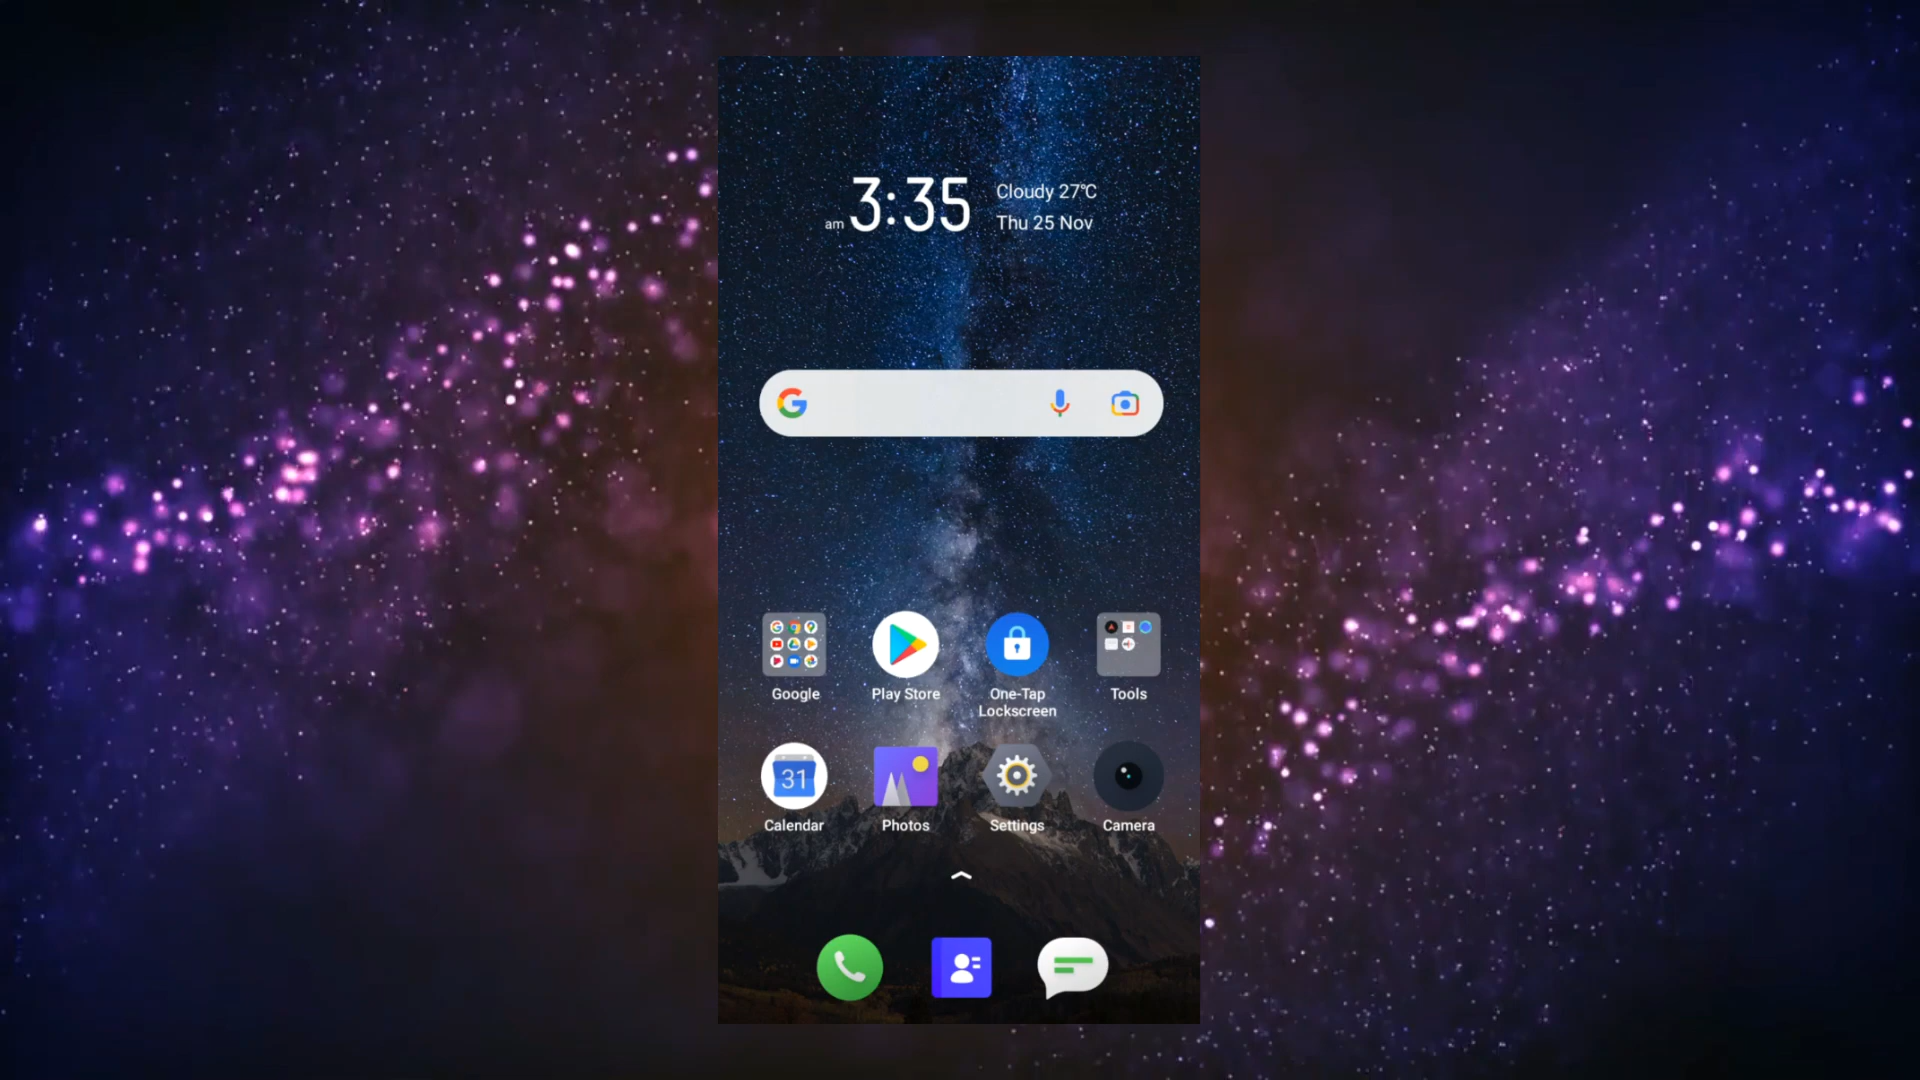 am 3:35
Cloudy 27°C
Thu 25 Nov
Google
Play Store
One-Tap
Lockscreen
Tools
31
Calendar
Photos
Settings
Camera